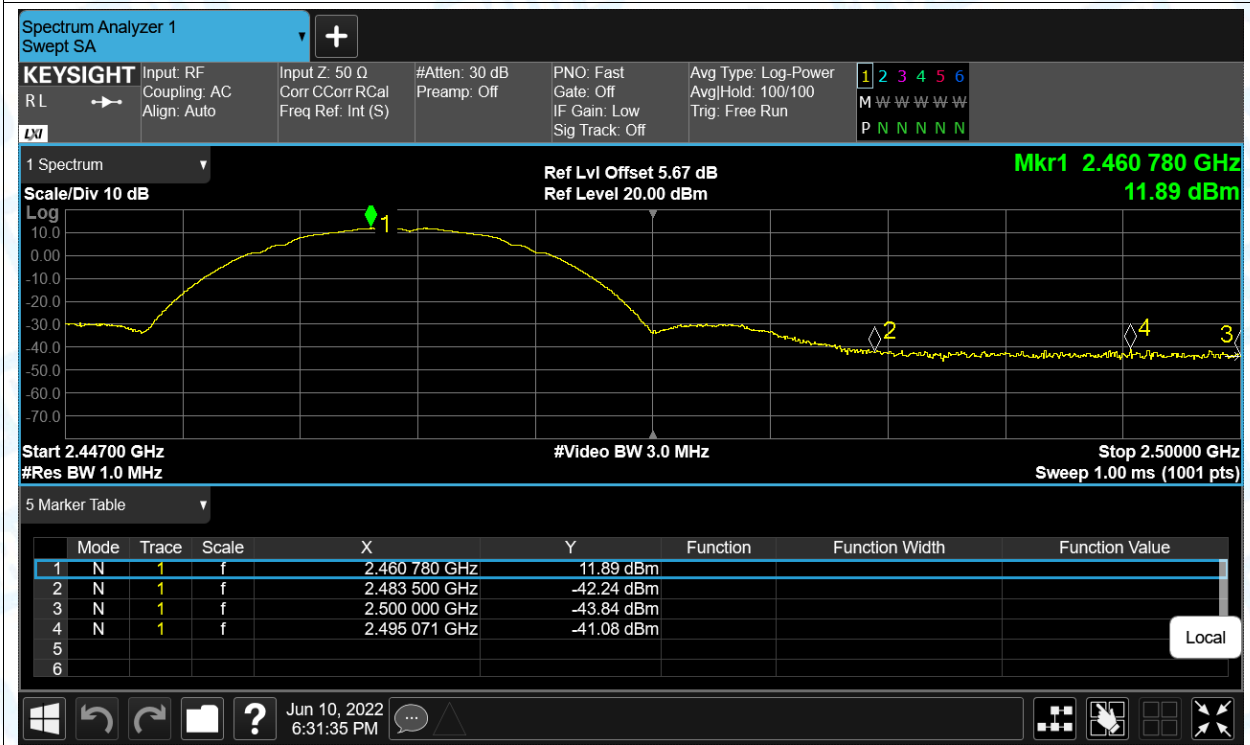 Spectrum Analyzer 1
Swept SA
+
KEYSIGHT
R L
LXI
Input: RF
Coupling: AC
Align: Auto
Input Z: 50 Ω
Corr CCorr RCal
Freq Ref: Int (S)
#Atten: 30 dB
Preamp: Off
PNO: Fast
Gate: Off
IF Gain: Low
Sig Track: Off
Avg Type: Log-Power
Avg|Hold: 100/100
Trig: Free Run
1 2 3 4 5 6
M W W W W W
P N N N N N
1 Spectrum
Scale/Div 10 dB
Ref Lvl Offset 5.67 dB
Ref Level 20.00 dBm
Mkr1 2.460 780 GHz
11.89 dBm
Log
10.0
0.00
-10.0
-20.0
-30.0
-40.0
-50.0
-60.0
-70.0
1
2
4
3
Start 2.44700 GHz
#Video BW 3.0 MHz
Stop 2.50000 GHz
#Res BW 1.0 MHz
Sweep 1.00 ms (1001 pts)
5 Marker Table
Mode Trace Scale X Y Function Function Width Function Value
1 N 1 f 2.460 780 GHz 11.89 dBm
2 N 1 f 2.483 500 GHz -42.24 dBm
3 N 1 f 2.500 000 GHz -43.84 dBm
4 N 1 f 2.495 071 GHz -41.08 dBm
5
6
Local
?
Jun 10, 2022
6:31:35 PM